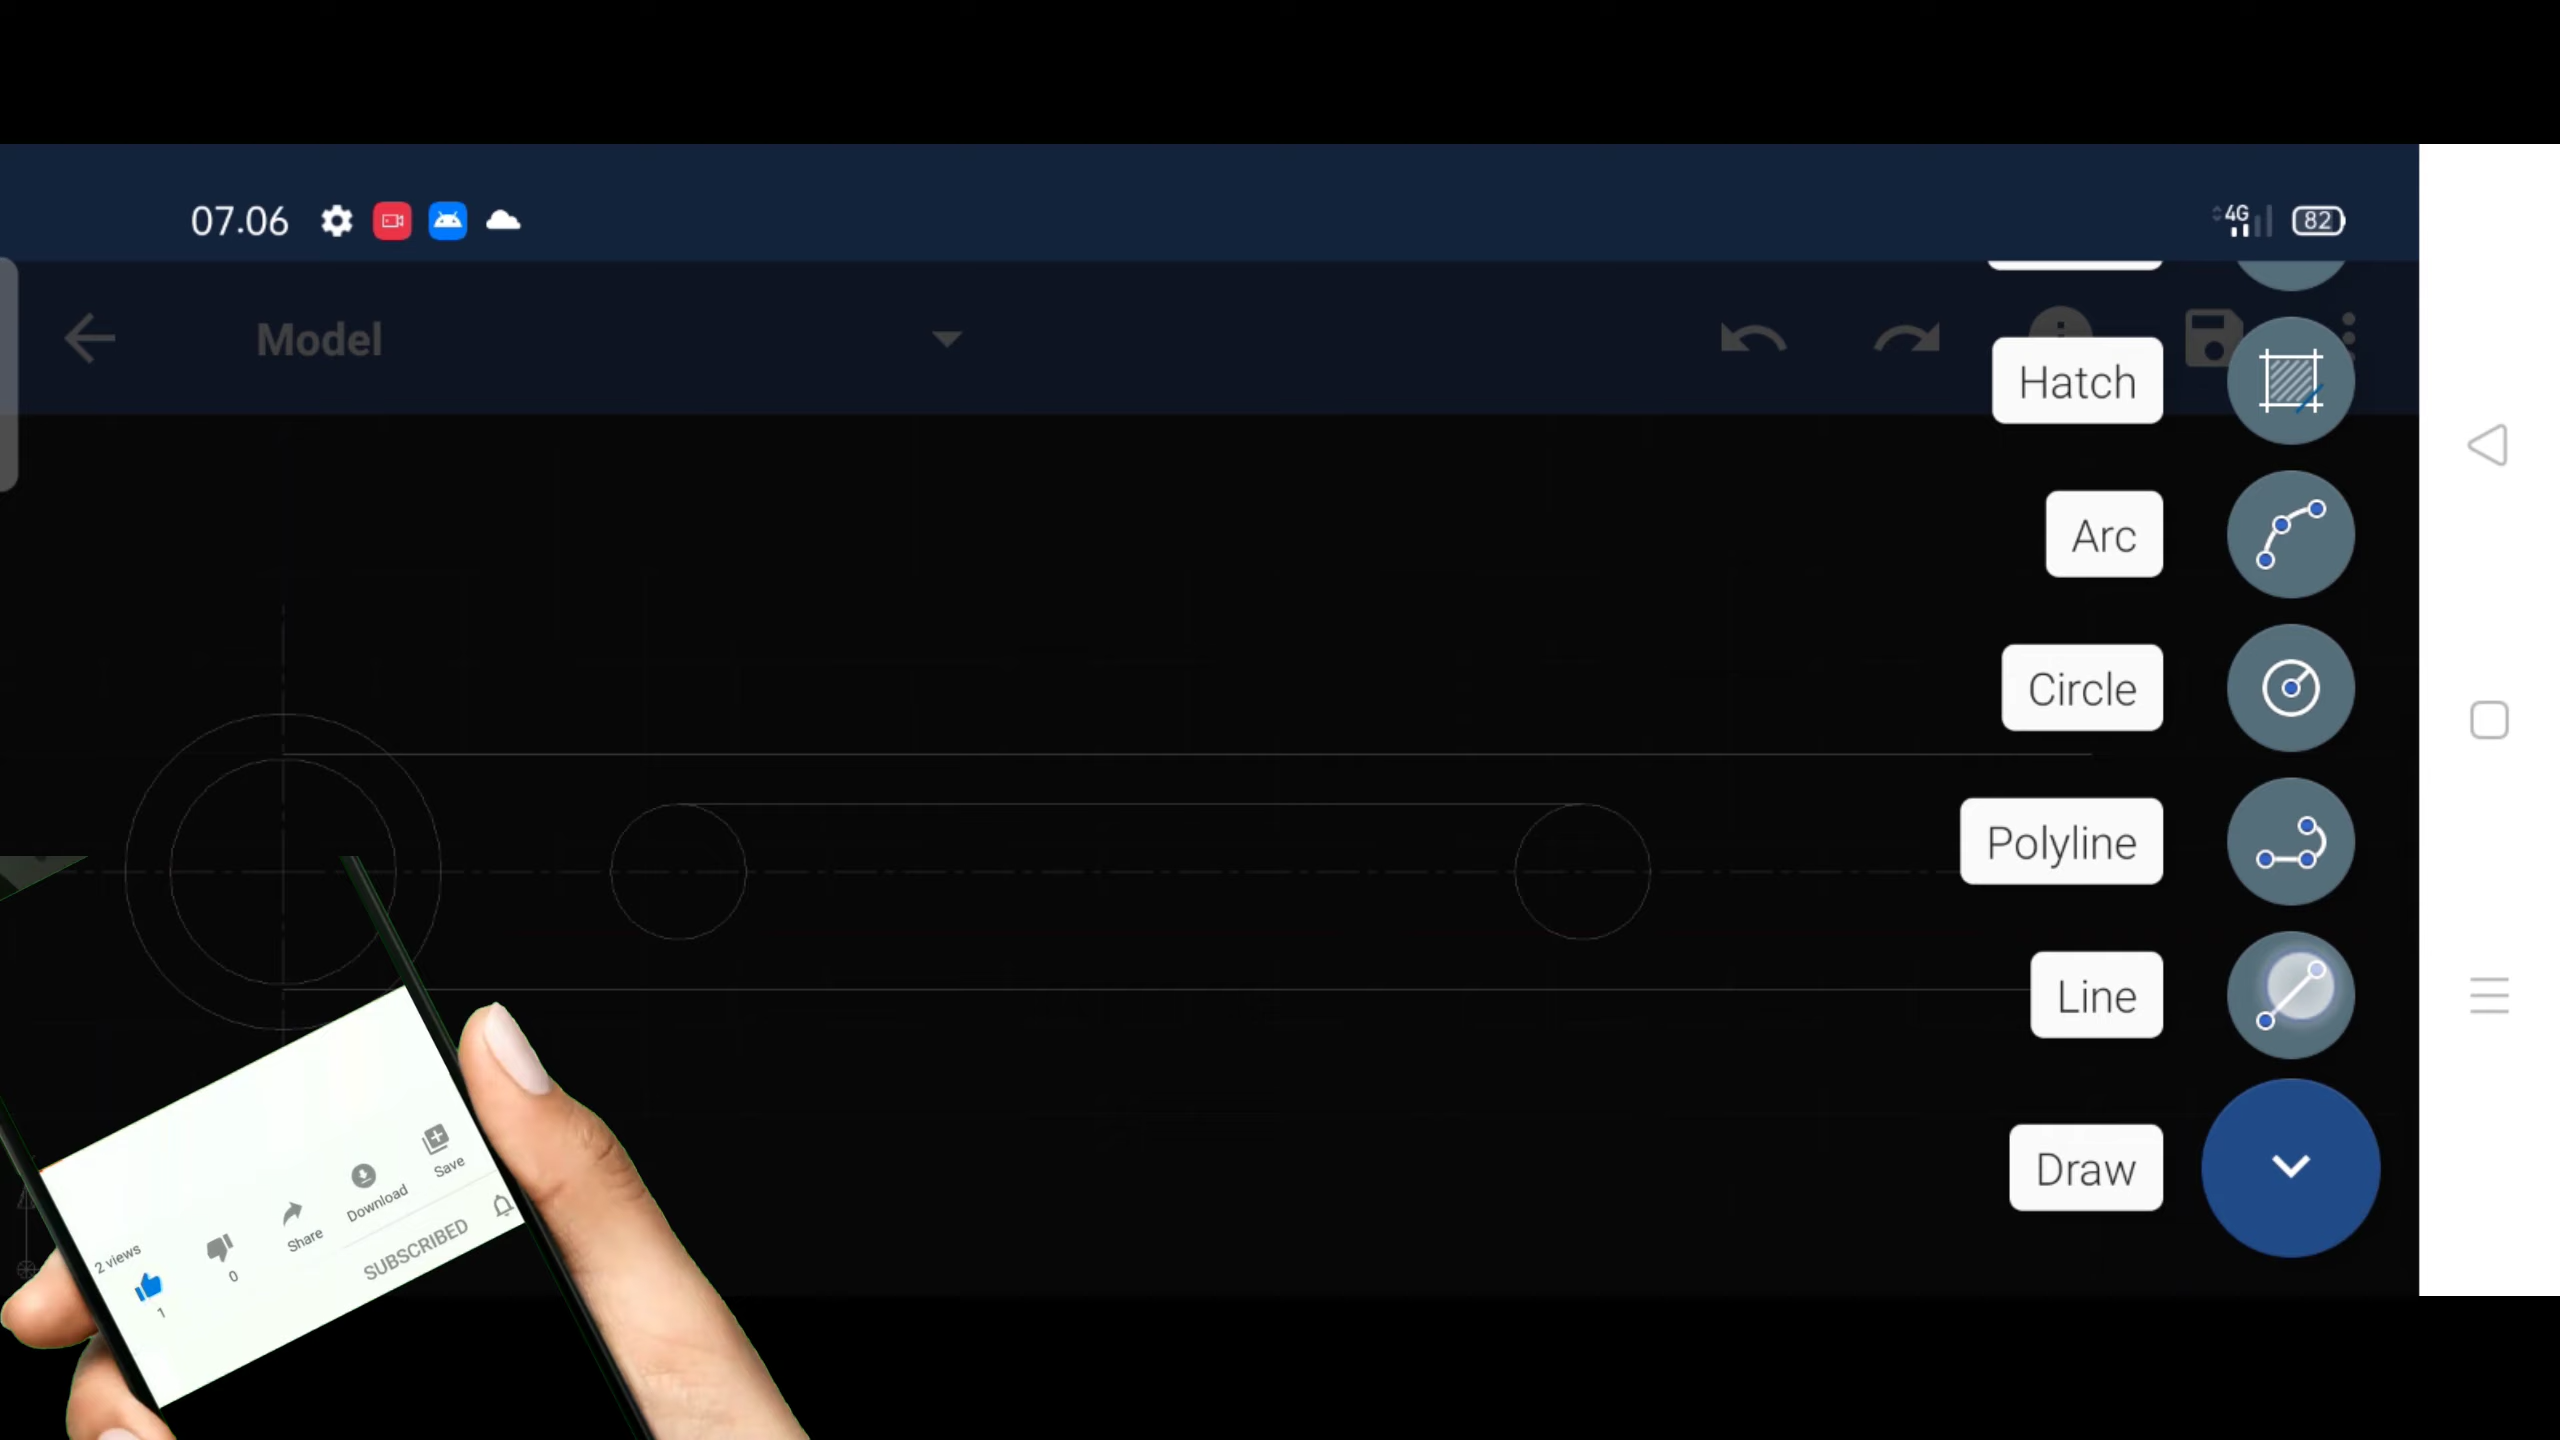 07.06
4G
82
Model
Hatch
Arc
Circle
Polyline
Line
Draw
2 views
1
0
Share
Download
Save
SUBSCRIBED